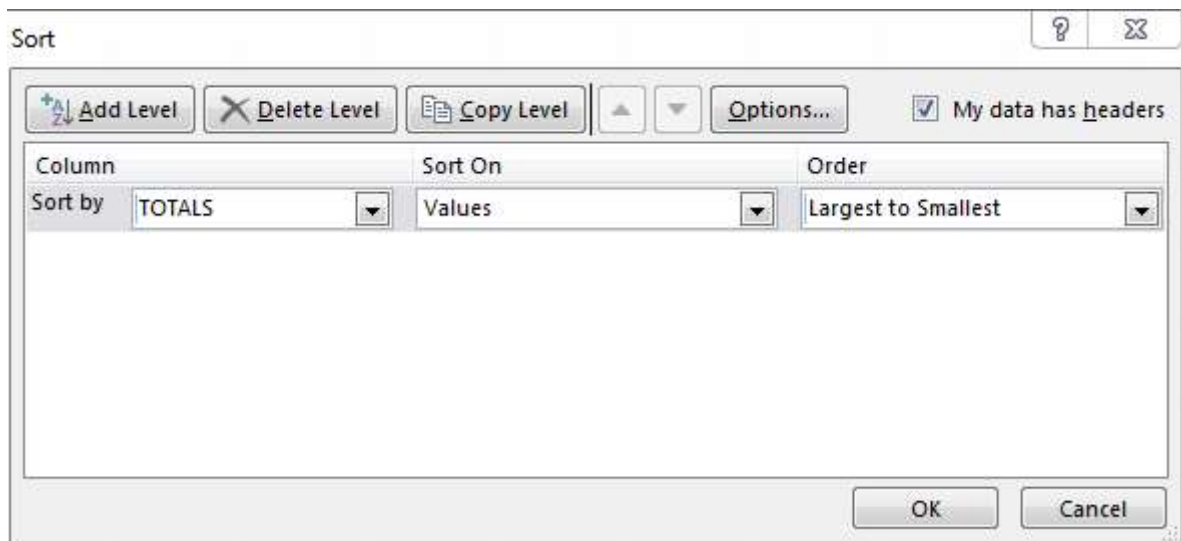 Sort
Add Level Delete Level Copy Level Options... My data has headers
Column Sort On Order
Sort by TOTALS Values Largest to Smallest
OK Cancel